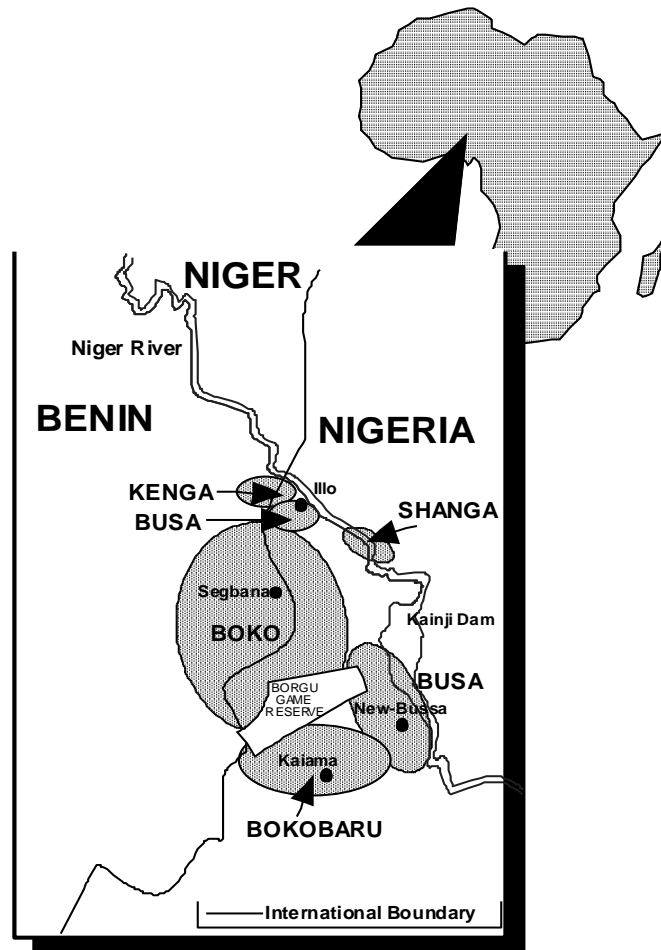 NIGER
Niger River
BENIN
NIGERIA
KENGA
Illo
BUSA
SHANGA
Segbana
Kainji Dam
BOKO
BUSA
BORGU
GAME
RESERVE
New-Bussa
Kaiama
BOKOBARU
International Boundary